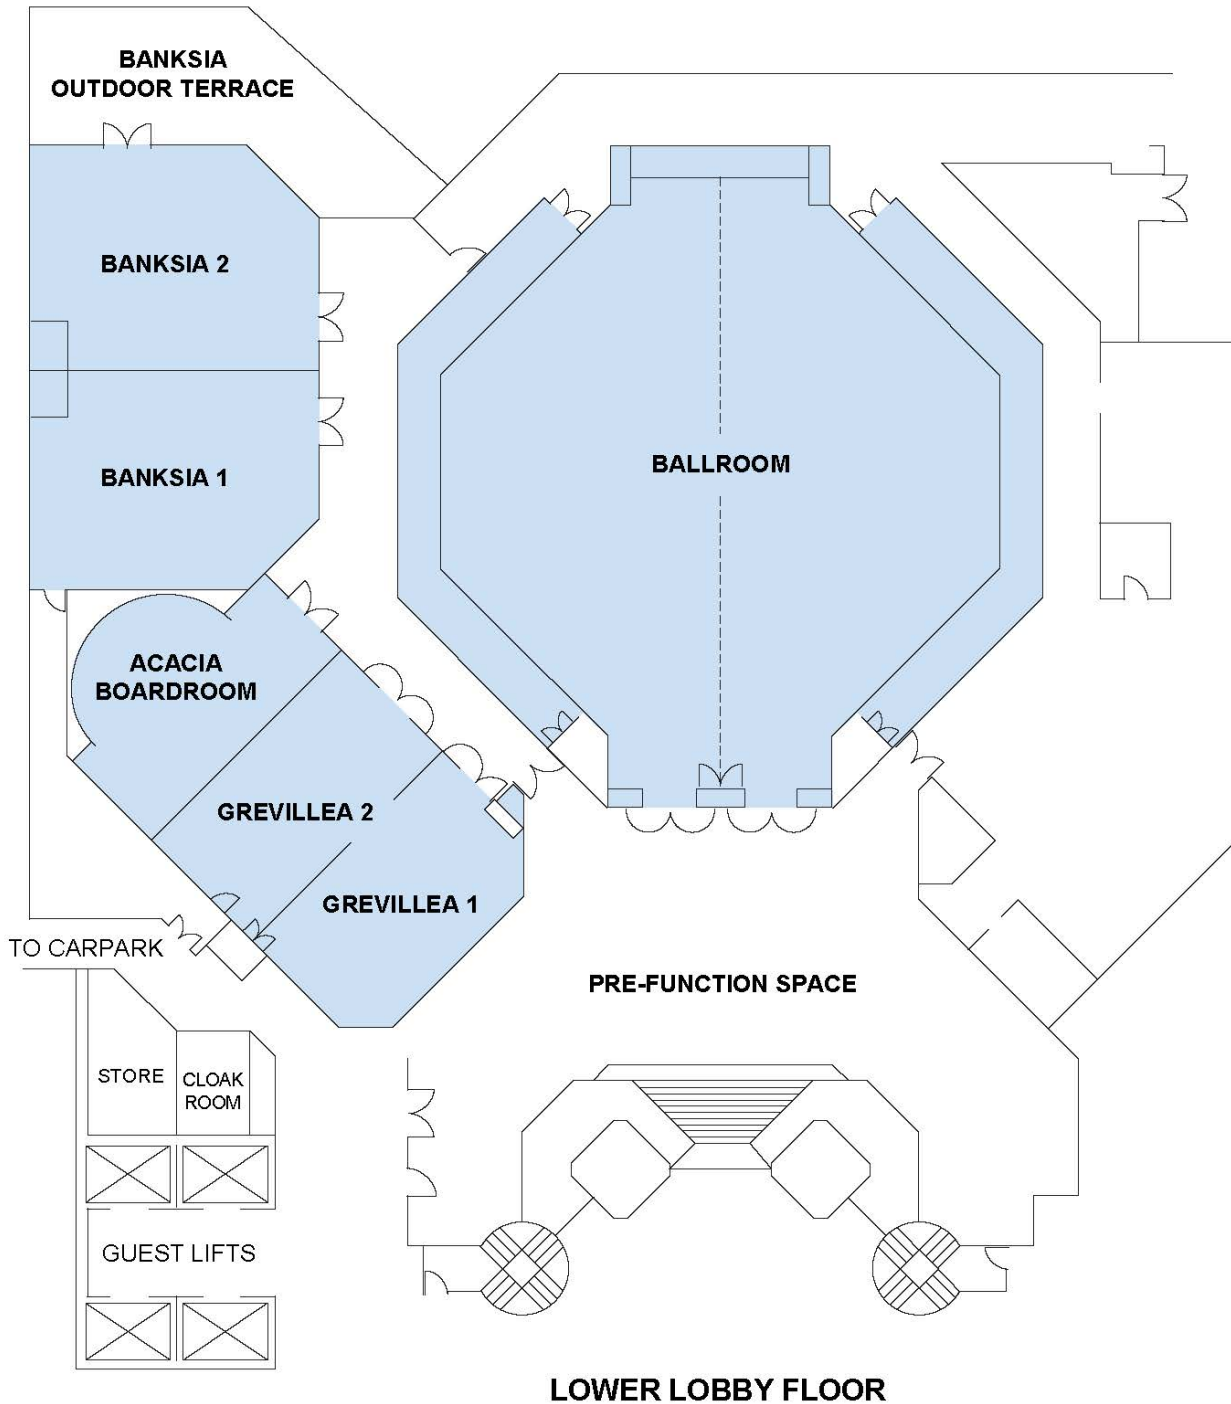 BANKSIA
OUTDOOR TERRACE
BANKSIA 2
BALLROOM
BANKSIA 1
ACACIA
BOARDROOM
GREVILLEA 2
GREVILLEA 1
TO CARPARK
PRE-FUNCTION SPACE
STORE
CLOAK
ROOM
GUEST LIFTS
LOWER LOBBY FLOOR